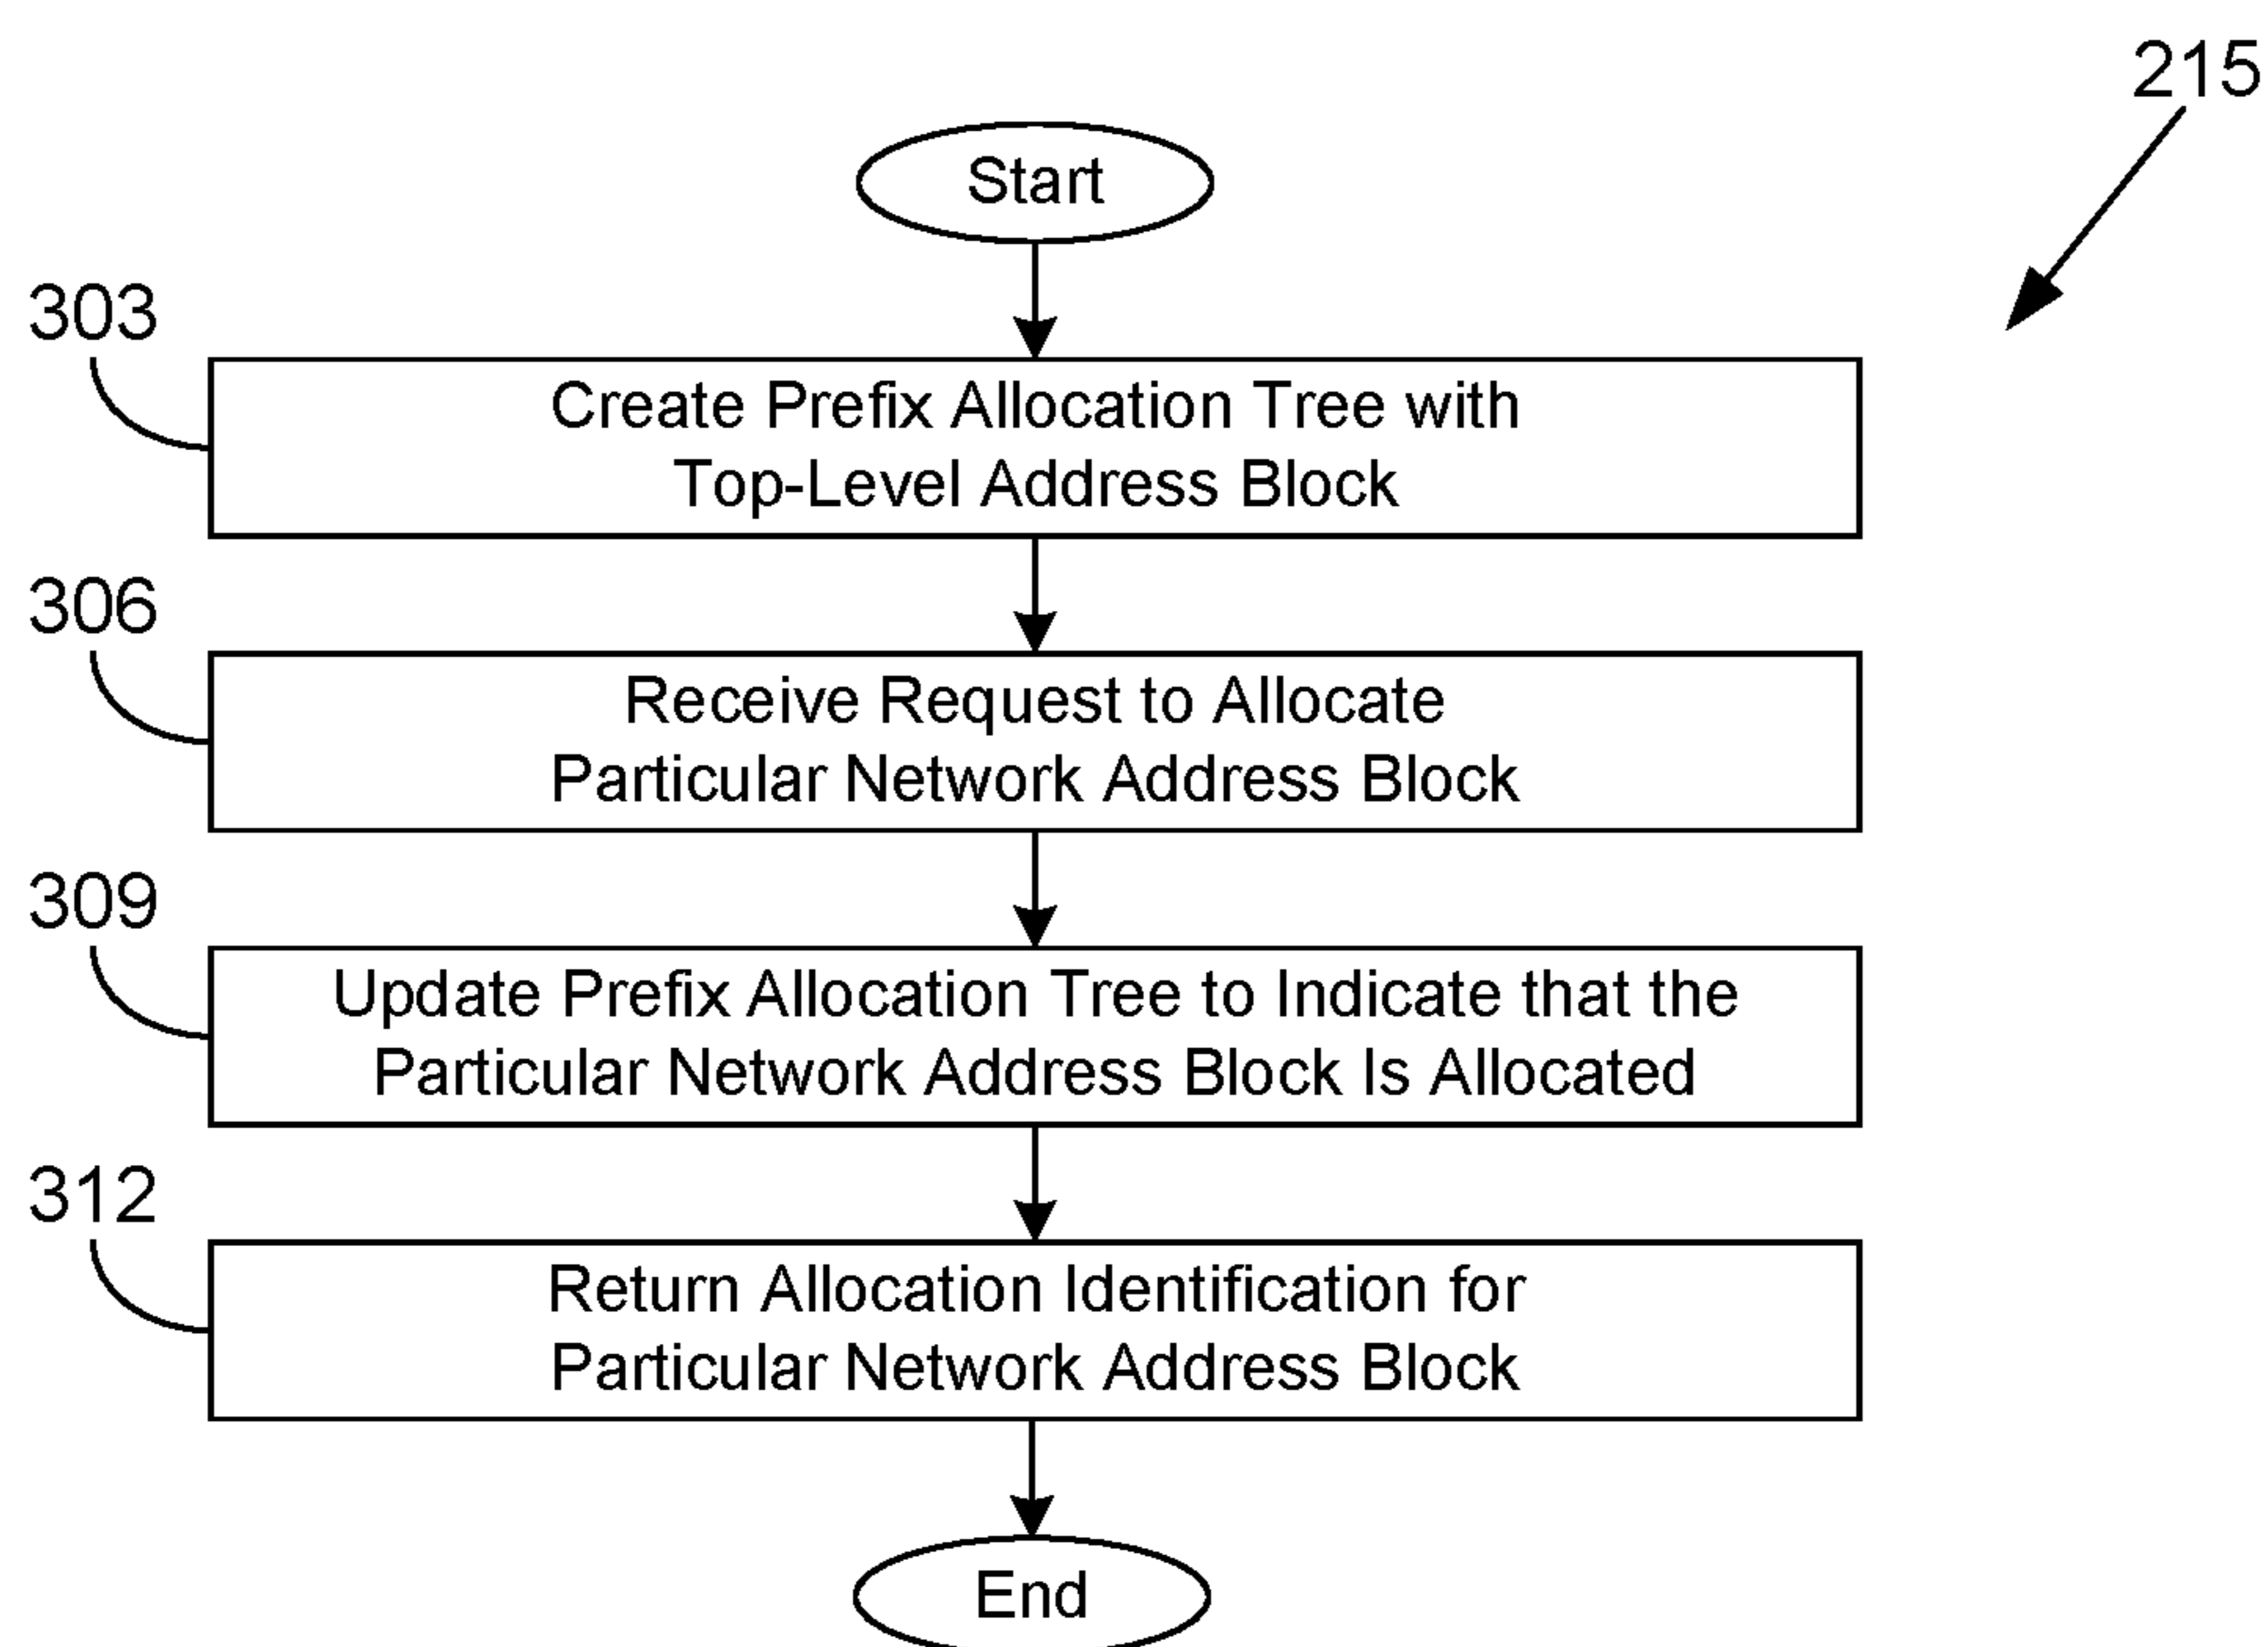 215
Start
303
Create Prefix Allocation Tree with
Top-Level Address Block
306
Receive Request to Allocate
Particular Network Address Block
309
Update Prefix Allocation Tree to Indicate that the
Particular Network Address Block Is Allocated
312
Return Allocation Identification for
Particular Network Address Block
End